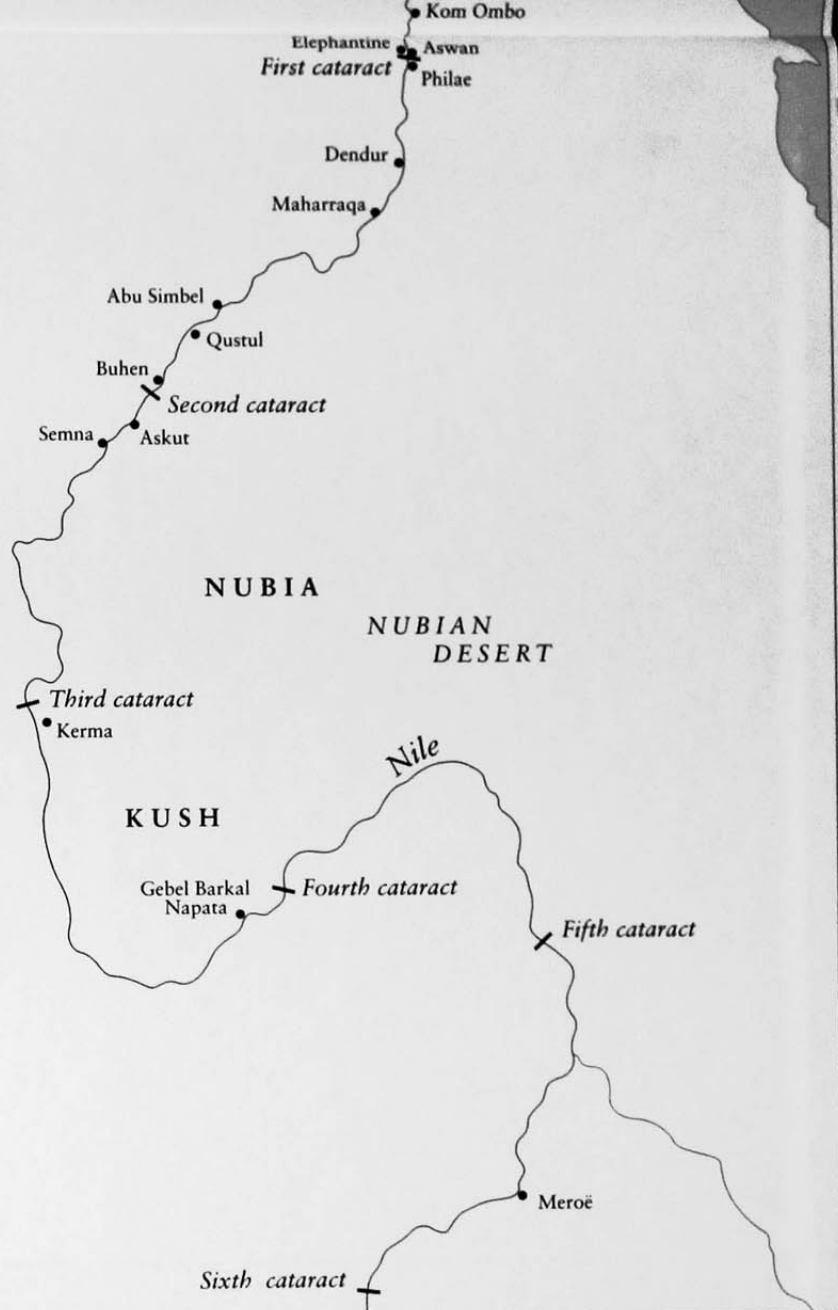 Kom Ombo
Elephantine
Aswan
First cataract
Philae
Dendur
Maharraqa
Abu Simbel
Qustul
Buhen
Second cataract
Semna
Askut
NUBIA
NUBIAN
DESERT
Third cataract
Kerma
Nile
KUSH
Gebel Barkal
Napata
Fourth cataract
Fifth cataract
Meroë
Sixth cataract